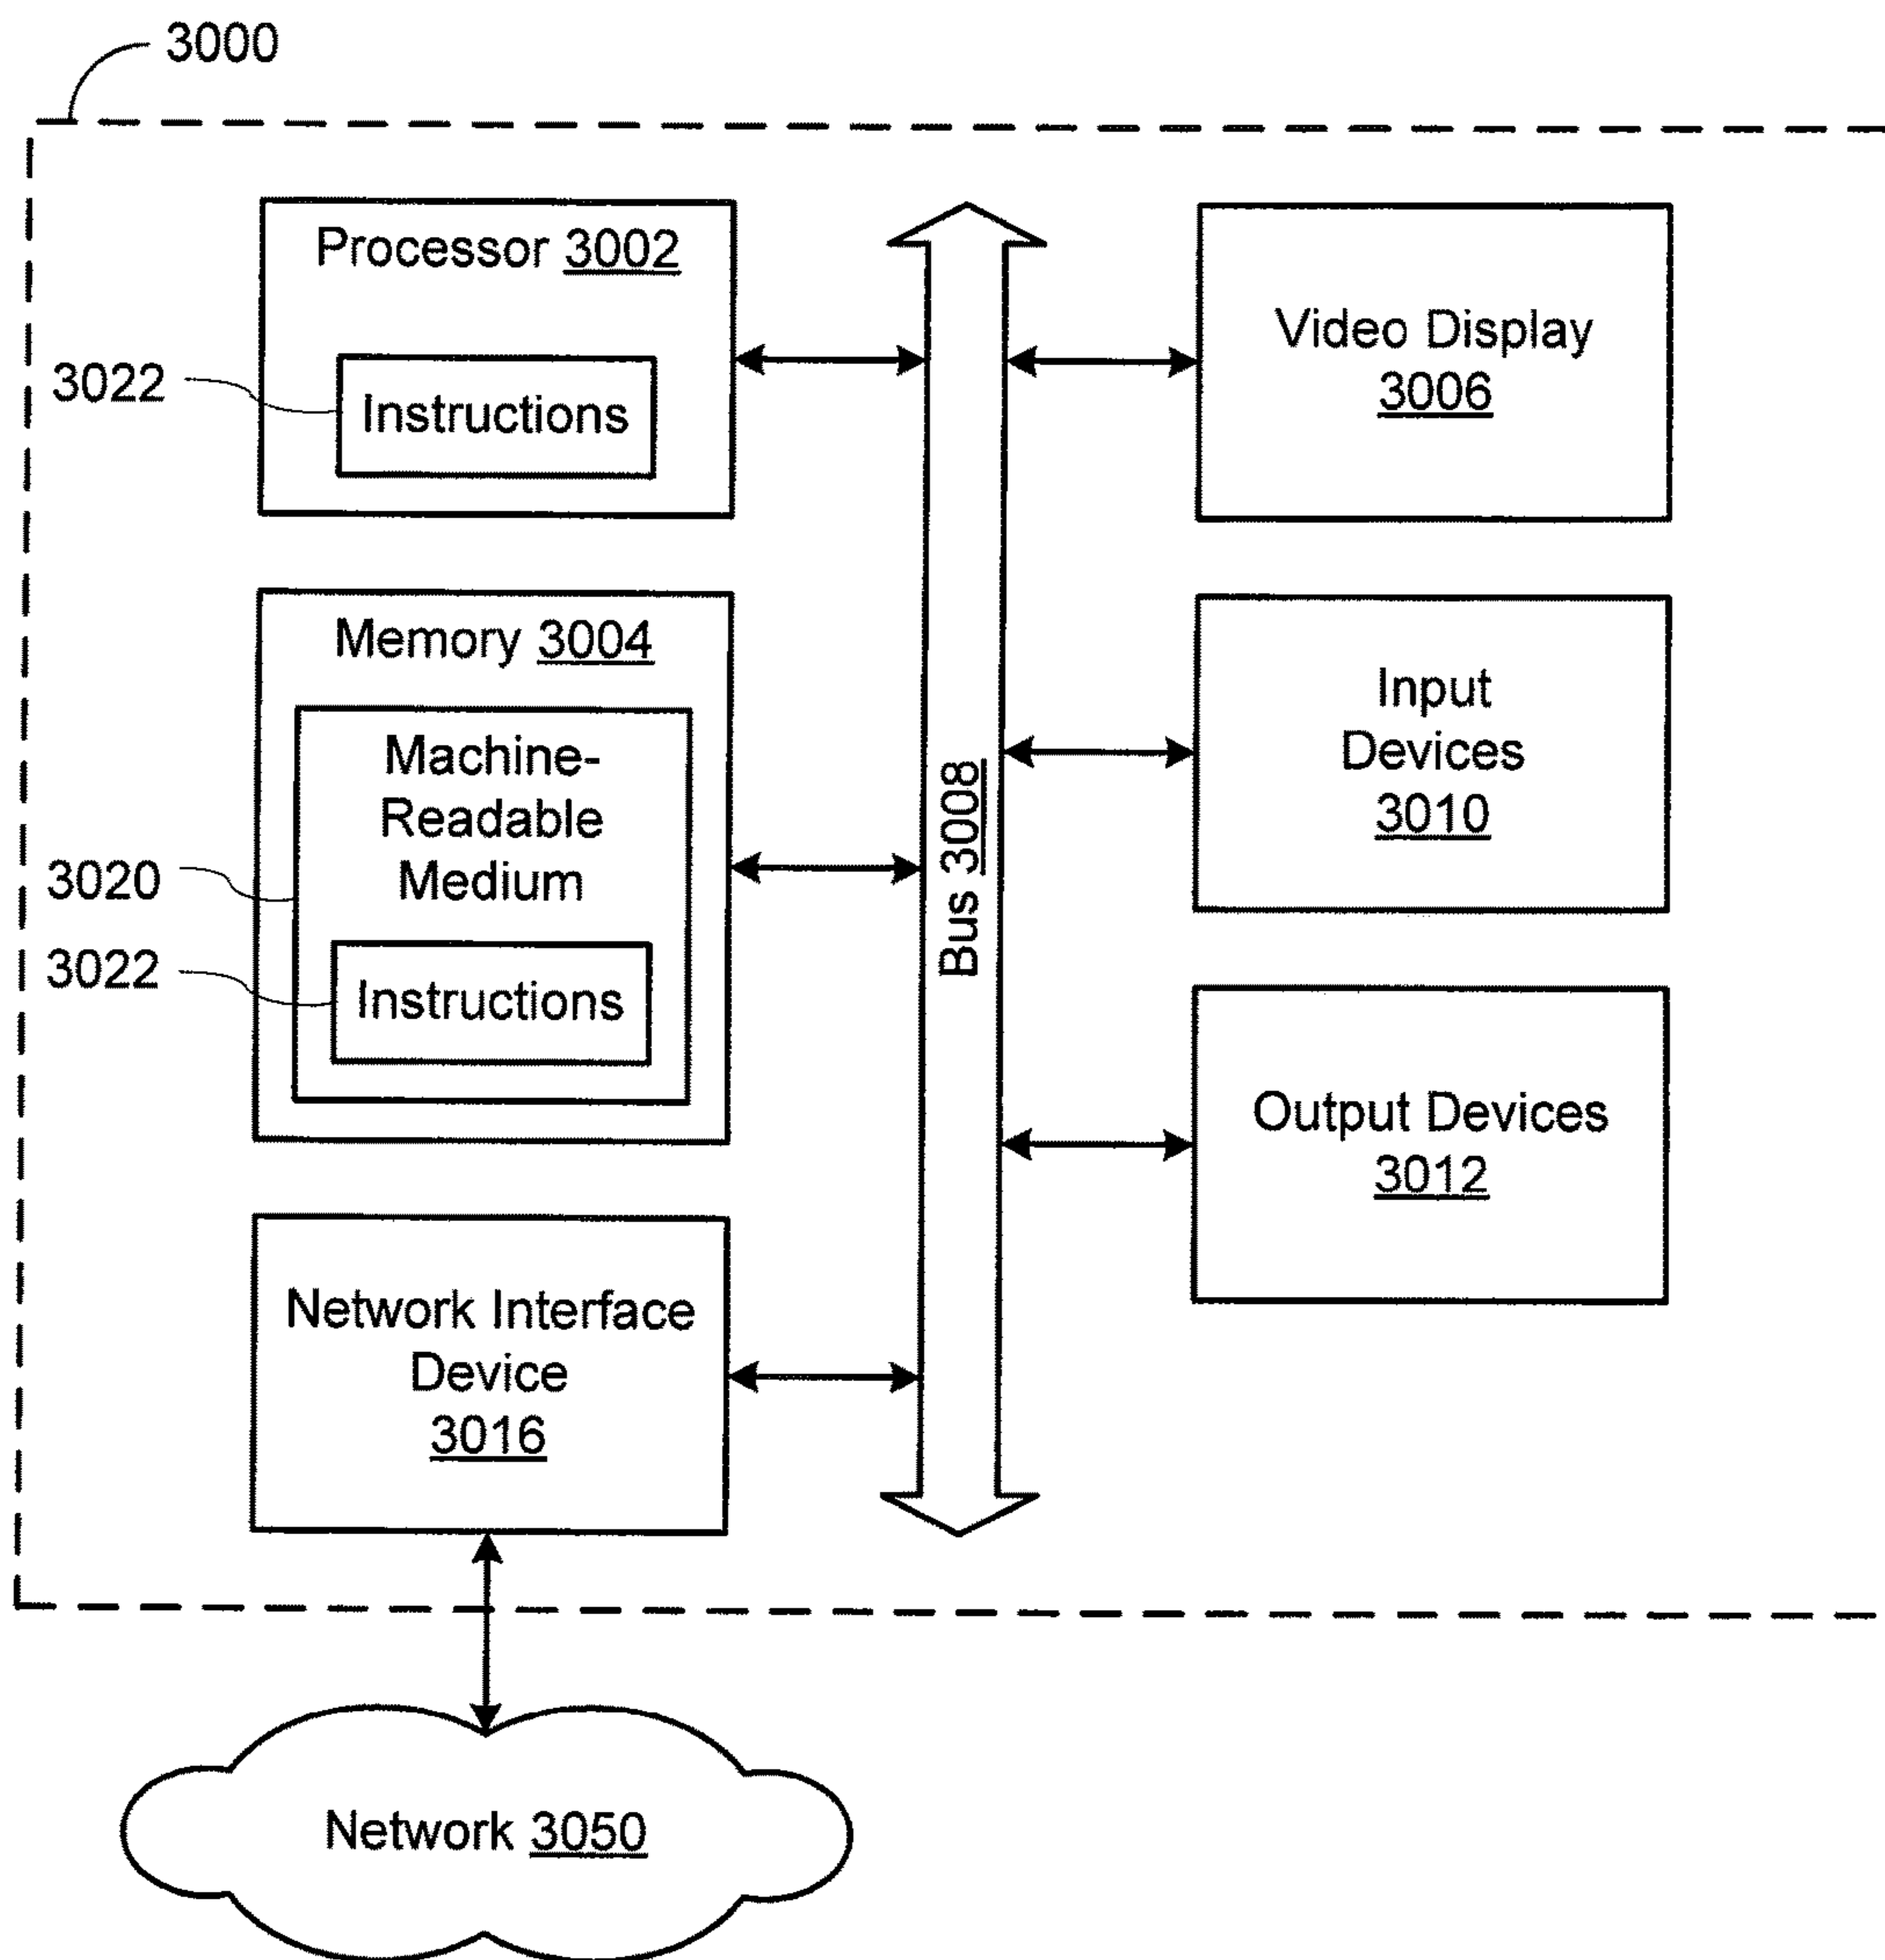 3000
Processor 3002
3022
Instructions
Memory 3004
Machine-
Readable
Medium
3020
3022
Instructions
Network Interface
Device
3016
Bus 3008
Video Display
3006
Input
Devices
3010
Output Devices
3012
Network 3050